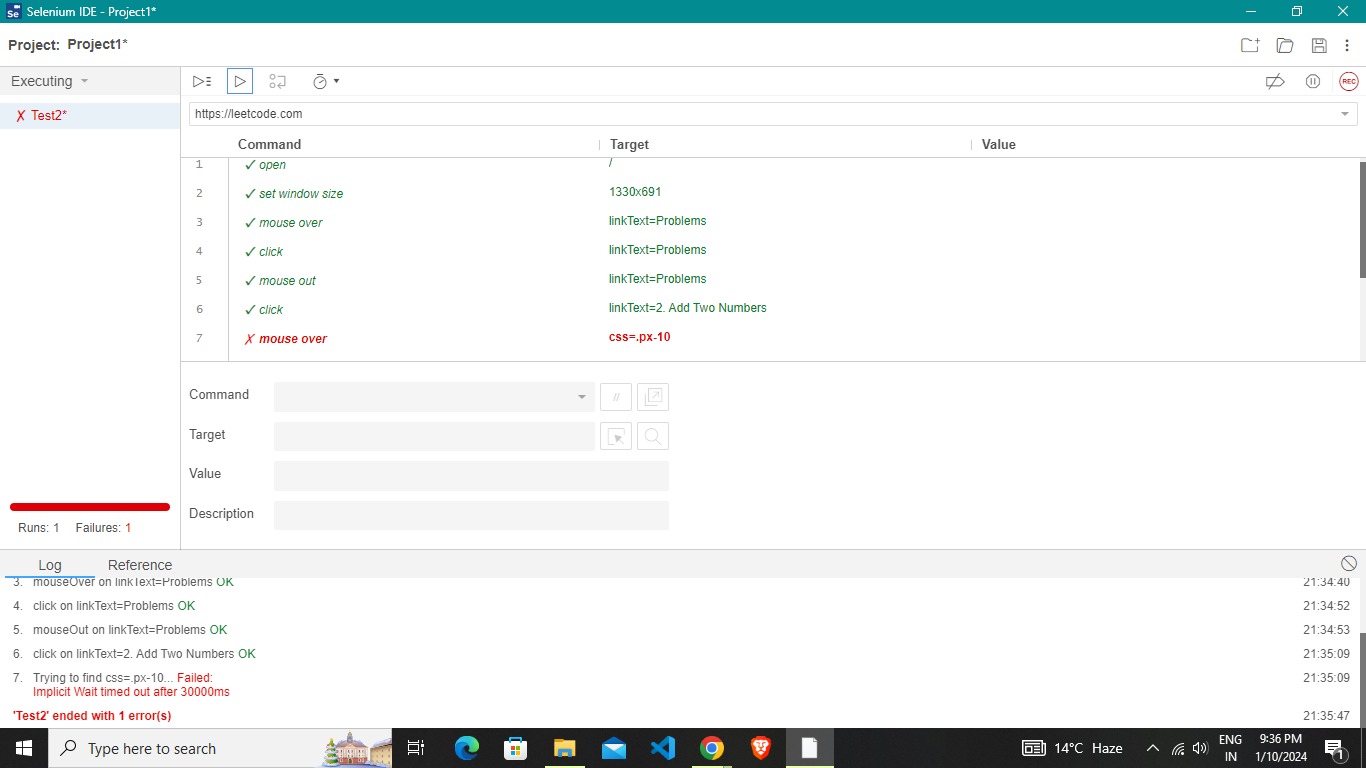 Se Selenium IDE - Project1*
Project: Project1*
Executing
REC
✗ Test2*
https://leetcode.com
Command Target Value
1 ✓ open /
2 ✓ set window size 1330x691
3 ✓ mouse over linkText=Problems
4 ✓ click linkText=Problems
5 ✓ mouse out linkText=Problems
6 ✓ click linkText=2. Add Two Numbers
7 ✗ mouse over css=.px-10
Command //
Target
Value
Description
Runs: 1 Failures: 1
Log Reference
3. mouseOver on linkText=Problems OK 21:34:40
4. click on linkText=Problems OK 21:34:52
5. mouseOut on linkText=Problems OK 21:34:53
6. click on linkText=2. Add Two Numbers OK 21:35:09
7. Trying to find css=.px-10... Failed: 21:35:09
Implicit Wait timed out after 30000ms
'Test2' ended with 1 error(s) 21:35:47
Type here to search
14°C Haze
ENG
IN
9:36 PM
1/10/2024
1